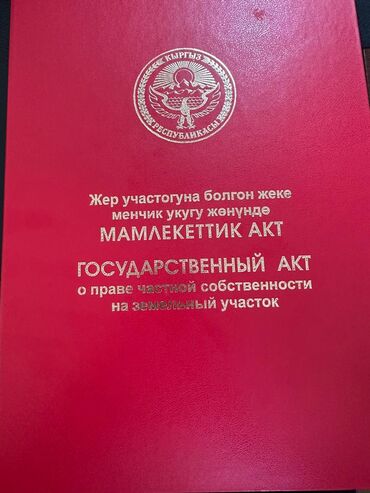 КЫРГЫЗ
РЕСПУБЛИКАСЫ
Жер участогуна болгон жеке
менчик укугу жөнүндө
МАМЛЕКЕТТИК АКТ
ГОСУДАРСТВЕННЫЙ АКТ
о праве частной собственности
на земельный участок